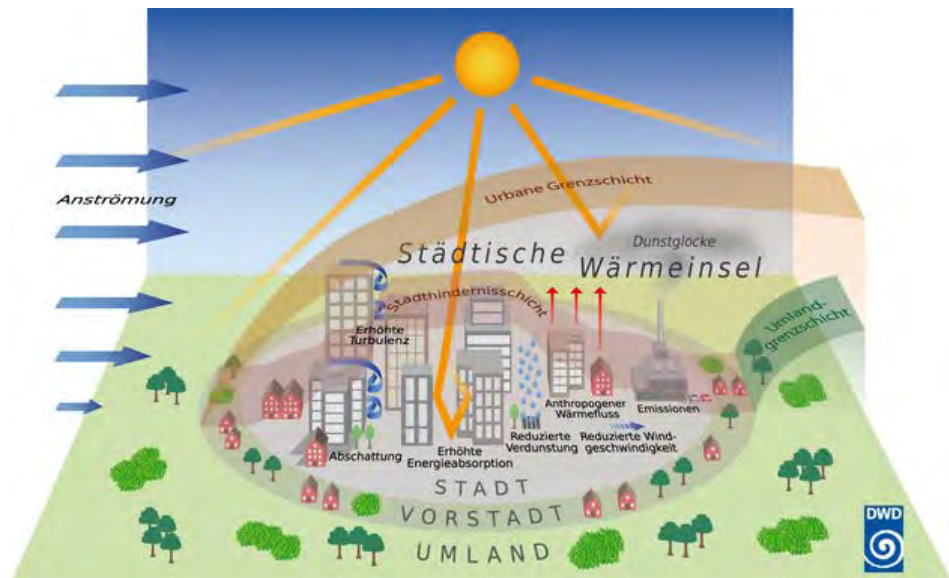 Anströmung
Urbane Grenzschicht
Städtische
Dunstglocke
Wärmeinsel
Stadthindernisschicht
Umland-
grenzschicht
Erhöhte
Turbulenz
Anthropogener
Wärmefluss
Emissionen
Abschattung
Erhöhte
Energieabsorption
Reduzierte
Verdunstung
Reduzierte Wind-
geschwindigkeit
STADT
VORSTADT
UMLAND
DWD